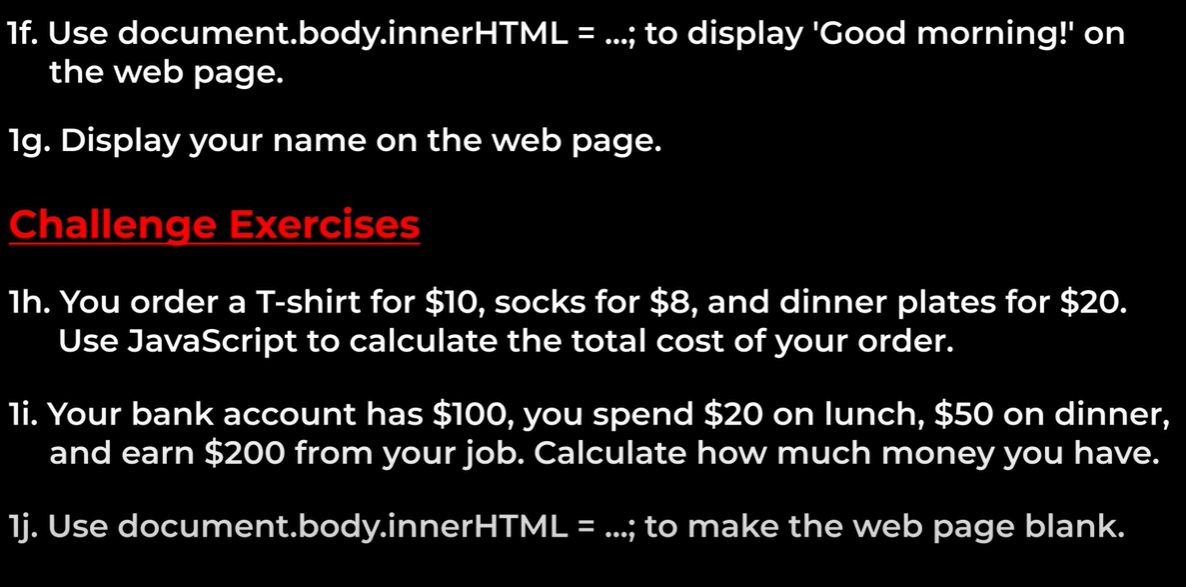 1f. Use document.body.innerHTML = ...; to display 'Good morning!' on
the web page.
1g. Display your name on the web page.
Challenge Exercises
1h. You order a T-shirt for $10, socks for $8, and dinner plates for $20.
Use JavaScript to calculate the total cost of your order.
1i. Your bank account has $100, you spend $20 on lunch, $50 on dinner,
and earn $200 from your job. Calculate how much money you have.
1j. Use document.body.innerHTML = ...; to make the web page blank.